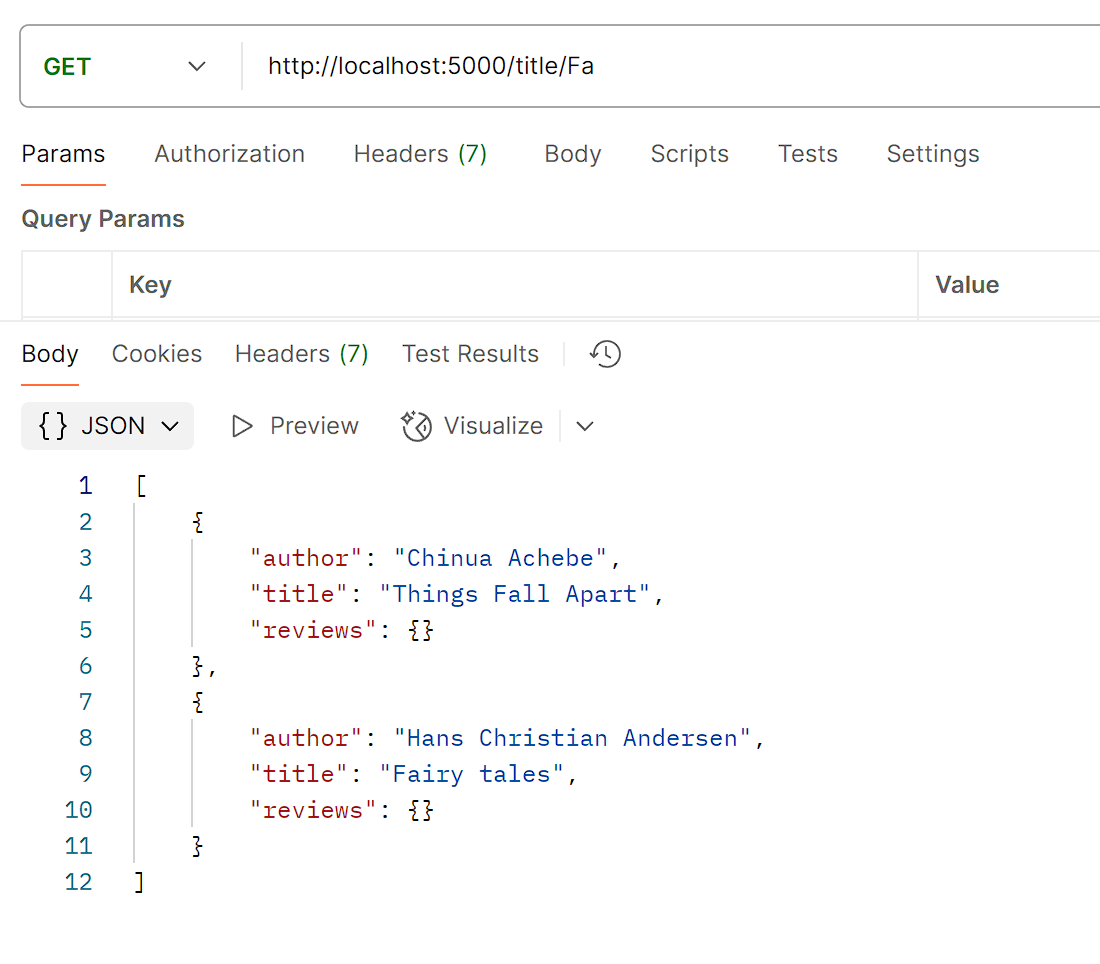 GET http://localhost:5000/title/Fa
Params Authorization Headers (7) Body Scripts Tests Settings
Query Params
Key Value
Body Cookies Headers (7) Test Results
{} JSON Preview Visualize
1 [
2 {
3 "author": "Chinua Achebe",
4 "title": "Things Fall Apart",
5 "reviews": {}
6 },
7 {
8 "author": "Hans Christian Andersen",
9 "title": "Fairy tales",
10 "reviews": {}
11 }
12 ]